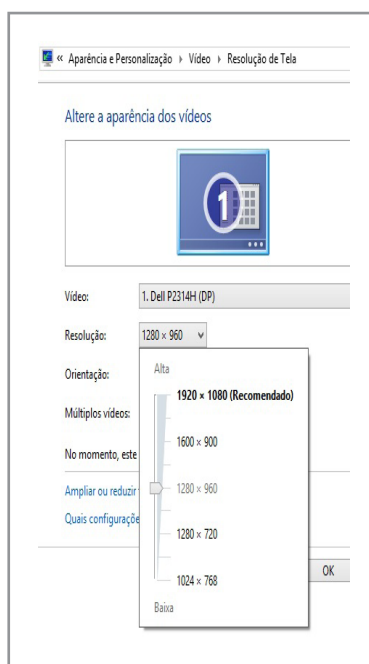 « Aparência e Personalização ▸ Vídeo ▸ Resolução de Tela
Altere a aparência dos vídeos
1
Vídeo: 1. Dell P2314H (DP)
Resolução: 1280 × 960
Orientação:
Múltiplos vídeos:
No momento, este
Ampliar ou reduzir
Quais configuraçõe
Alta
1920 × 1080 (Recomendado)
1600 × 900
1280 × 960
1280 × 720
1024 × 768
Baixa
OK